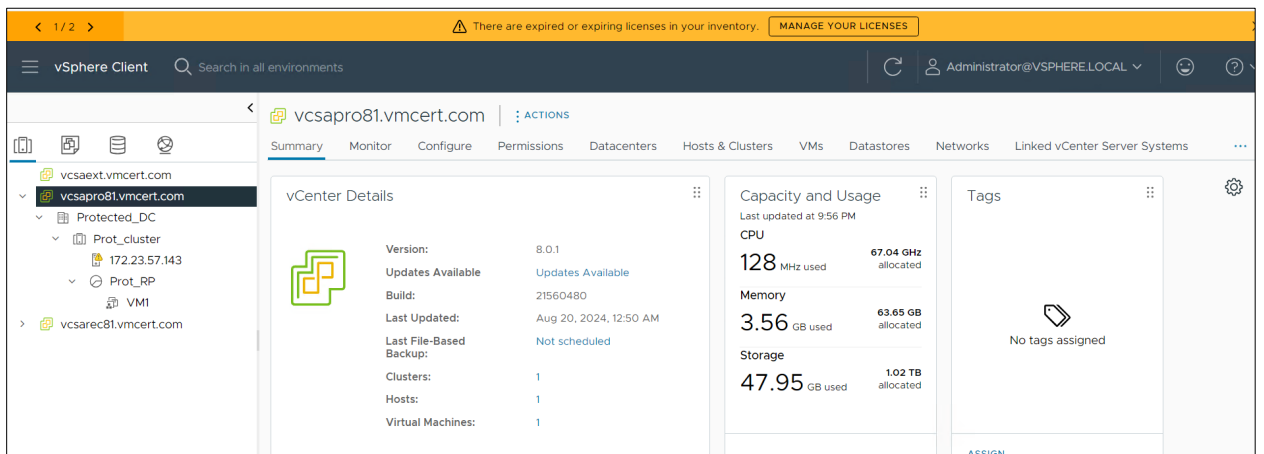 1 / 2
There are expired or expiring licenses in your inventory. MANAGE YOUR LICENSES
vSphere Client
Search in all environments
Administrator@VSPHERE.LOCAL
vcsaext.vmcert.com
vcsapro81.vmcert.com
Protected_DC
Prot_cluster
172.23.57.143
Prot_RP
VM1
vcsarec81.vmcert.com
vcsapro81.vmcert.com
ACTIONS
Summary Monitor Configure Permissions Datacenters Hosts & Clusters VMs Datastores Networks Linked vCenter Server Systems ...
vCenter Details
Version: 8.0.1
Updates Available Updates Available
Build: 21560480
Last Updated: Aug 20, 2024, 12:50 AM
Last File-Based Not scheduled
Backup:
Clusters: 1
Hosts: 1
Virtual Machines: 1
Capacity and Usage
Last updated at 9:56 PM
CPU
128 MHz used 67.04 GHz
allocated
Memory
3.56 GB used 63.65 GB
allocated
Storage
47.95 GB used 1.02 TB
allocated
Tags
No tags assigned
ASSIGN